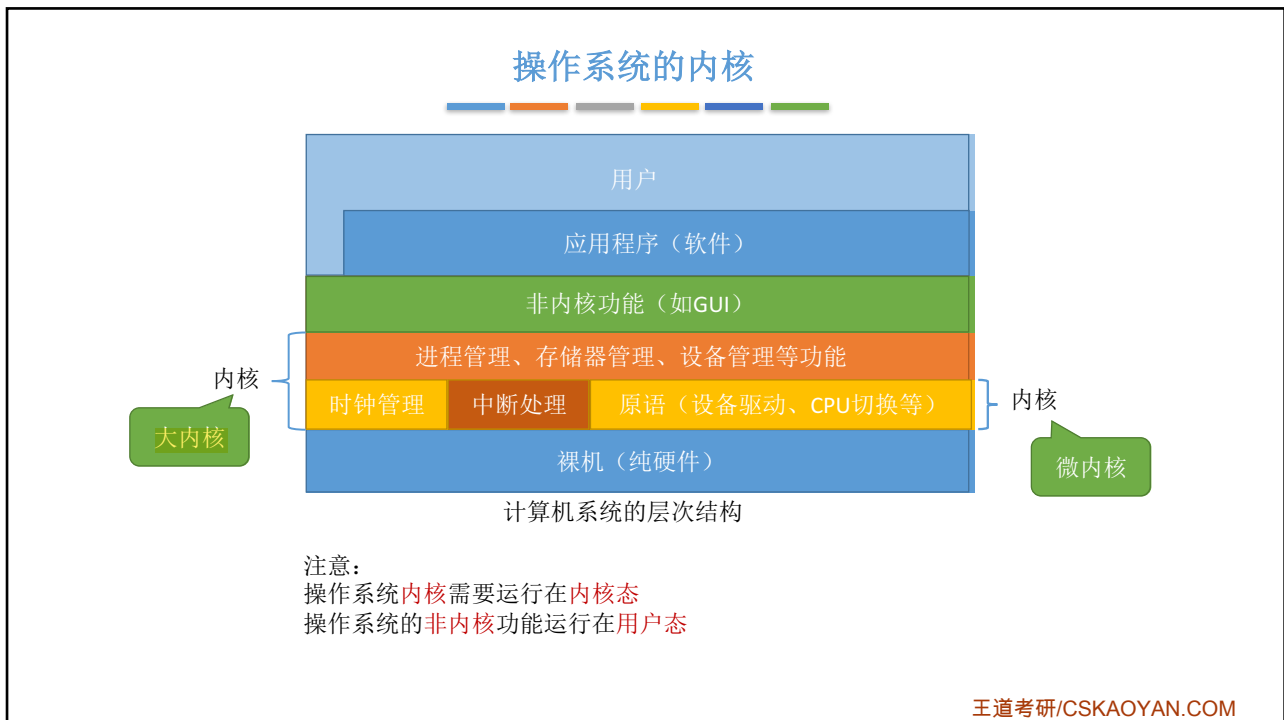 操作系统的内核
用户
应用程序（软件）
非内核功能（如GUI）
进程管理、存储器管理、设备管理等功能
内核
时钟管理
中断处理
原语（设备驱动、CPU切换等）
内核
大内核
裸机（纯硬件）
微内核
计算机系统的层次结构
注意：
操作系统内核需要运行在内核态
操作系统的非内核功能运行在用户态
王道考研/CSKAOYAN.COM